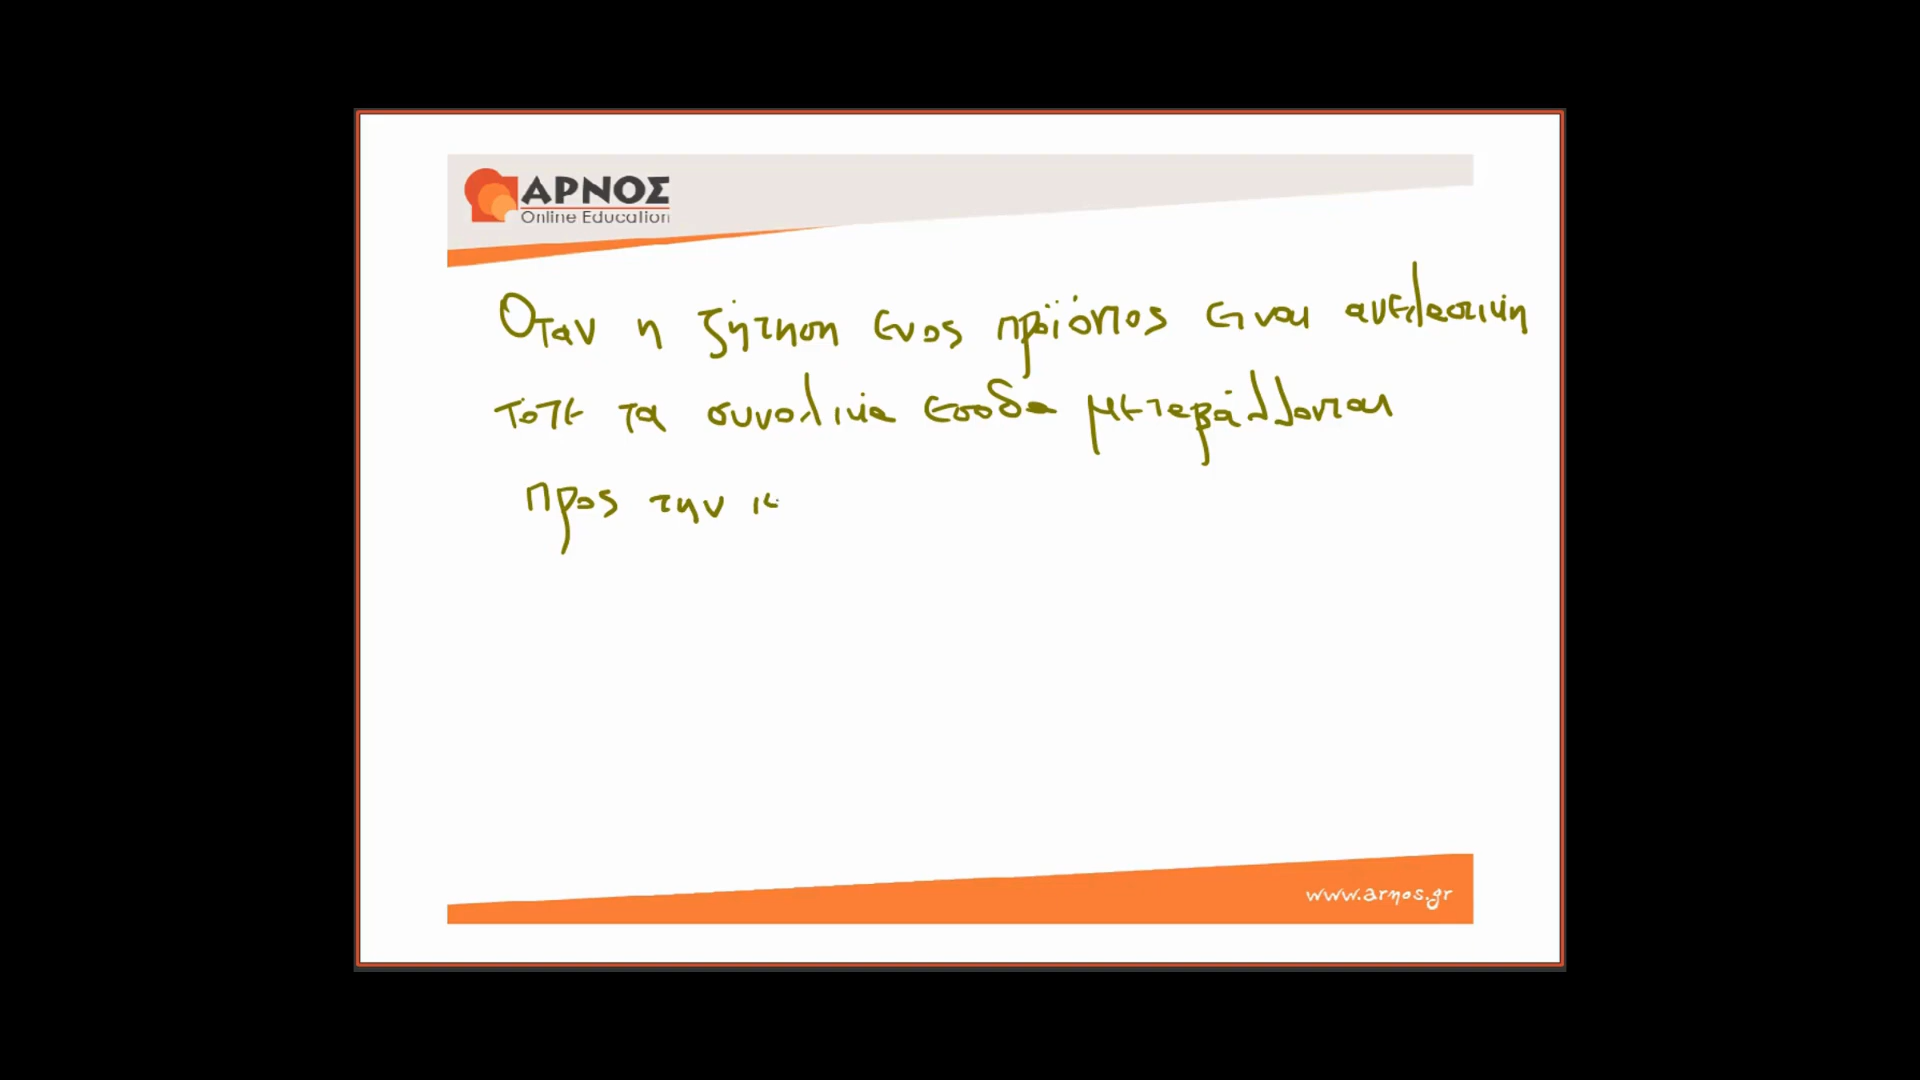 ΑΡΝΟΣ
Online Education
Όταν η ζήτηση ενός προϊόντος είναι ανελαστική
τότε τα συνολικά έσοδα μεταβάλλονται
προς την κ
www.arnos.gr